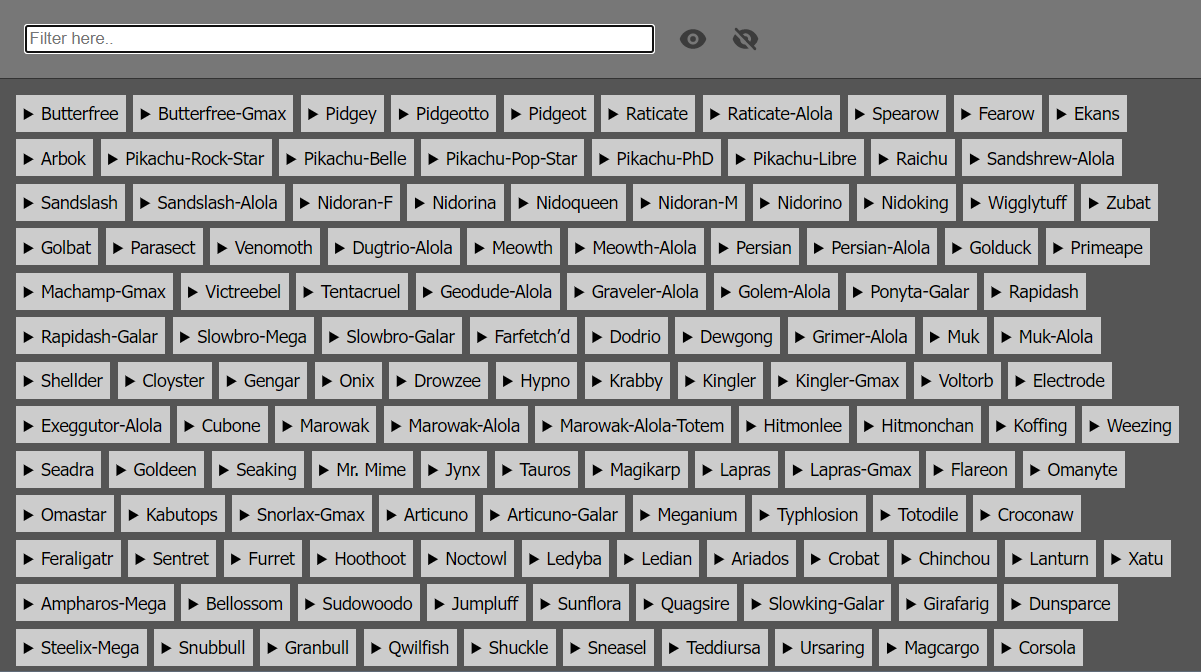 Filter here..
Butterfree Butterfree-Gmax Pidgey Pidgeotto Pidgeot Raticate Raticate-Alola Spearow Fearow Ekans
Arbok Pikachu-Rock-Star Pikachu-Belle Pikachu-Pop-Star Pikachu-PhD Pikachu-Libre Raichu Sandshrew-Alola
Sandslash Sandslash-Alola Nidoran-F Nidorina Nidoqueen Nidoran-M Nidorino Nidoking Wigglytuff Zubat
Golbat Parasect Venomoth Dugtrio-Alola Meowth Meowth-Alola Persian Persian-Alola Golduck Primeape
Machamp-Gmax Victreebel Tentacruel Geodude-Alola Graveler-Alola Golem-Alola Ponyta-Galar Rapidash
Rapidash-Galar Slowbro-Mega Slowbro-Galar Farfetch’d Dodrio Dewgong Grimer-Alola Muk Muk-Alola
Shellder Cloyster Gengar Onix Drowzee Hypno Krabby Kingler Kingler-Gmax Voltorb Electrode
Exeggutor-Alola Cubone Marowak Marowak-Alola Marowak-Alola-Totem Hitmonlee Hitmonchan Koffing Weezing
Seadra Goldeen Seaking Mr. Mime Jynx Tauros Magikarp Lapras Lapras-Gmax Flareon Omanyte
Omastar Kabutops Snorlax-Gmax Articuno Articuno-Galar Meganium Typhlosion Totodile Croconaw
Feraligatr Sentret Furret Hoothoot Noctowl Ledyba Ledian Ariados Crobat Chinchou Lanturn Xatu
Ampharos-Mega Bellossom Sudowoodo Jumpluff Sunflora Quagsire Slowking-Galar Girafarig Dunsparce
Steelix-Mega Snubbull Granbull Qwilfish Shuckle Sneasel Teddiursa Ursaring Magcargo Corsola